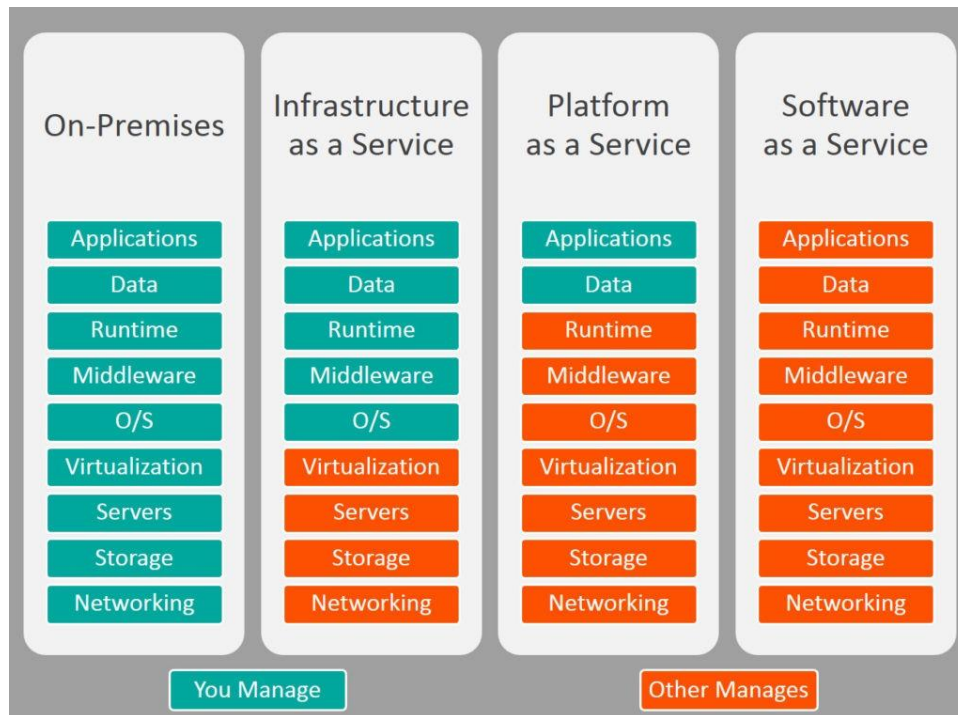 On-Premises
Applications
Data
Runtime
Middleware
O/S
Virtualization
Servers
Storage
Networking
Infrastructure
as a Service
Applications
Data
Runtime
Middleware
O/S
Virtualization
Servers
Storage
Networking
Platform
as a Service
Applications
Data
Runtime
Middleware
O/S
Virtualization
Servers
Storage
Networking
Software
as a Service
Applications
Data
Runtime
Middleware
O/S
Virtualization
Servers
Storage
Networking
You Manage
Other Manages